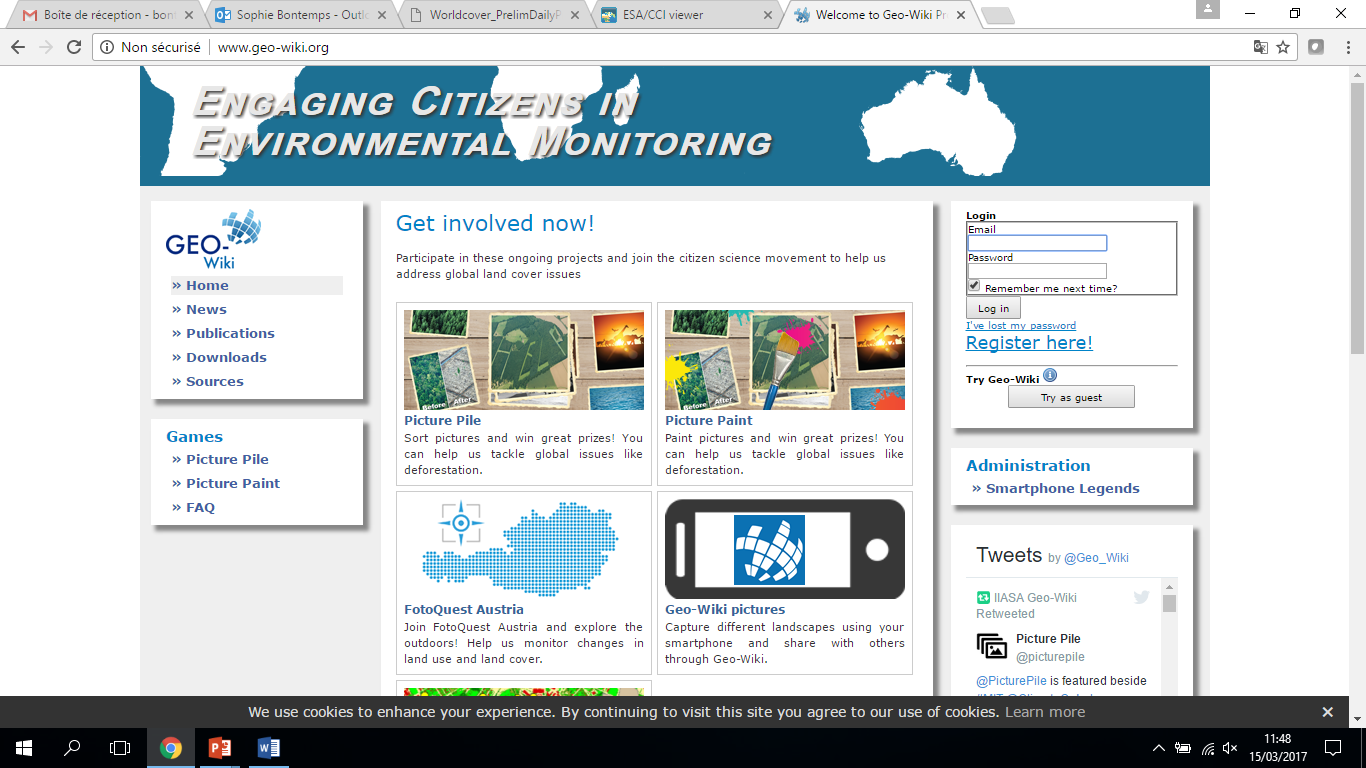 Boîte de réception - bon
Sophie Bontemps - Outl
Worldcover_PrelimDailyP
ESA/CCI viewer
Welcome to Geo-Wiki Pr
Non sécurisé
www.geo-wiki.org
ENGAGING CITIZENS IN
ENVIRONMENTAL MONITORING
GEO-
Wiki
» Home
» News
» Publications
» Downloads
» Sources
Games
» Picture Pile
» Picture Paint
» FAQ
Get involved now!
Participate in these ongoing projects and join the citizen science movement to help us
address global land cover issues
Before After
Picture Pile
Sort pictures and win great prizes! You
can help us tackle global issues like
deforestation.
Picture Paint
Paint pictures and win great prizes! You
can help us tackle global issues like
deforestation.
FotoQuest Austria
Join FotoQuest Austria and explore the
outdoors! Help us monitor changes in
land use and land cover.
Geo-Wiki pictures
Capture different landscapes using your
smartphone and share with others
through Geo-Wiki.
Login
Email
Password
Remember me next time?
Log in
I've lost my password
Register here!
Try Geo-Wiki
Try as guest
Administration
» Smartphone Legends
Tweets by @Geo_Wiki
IIASA Geo-Wiki
Retweeted
Picture Pile
@picturepile
@PicturePile is featured beside
We use cookies to enhance your experience. By continuing to visit this site you agree to our use of cookies. Learn more
11:48
15/03/2017